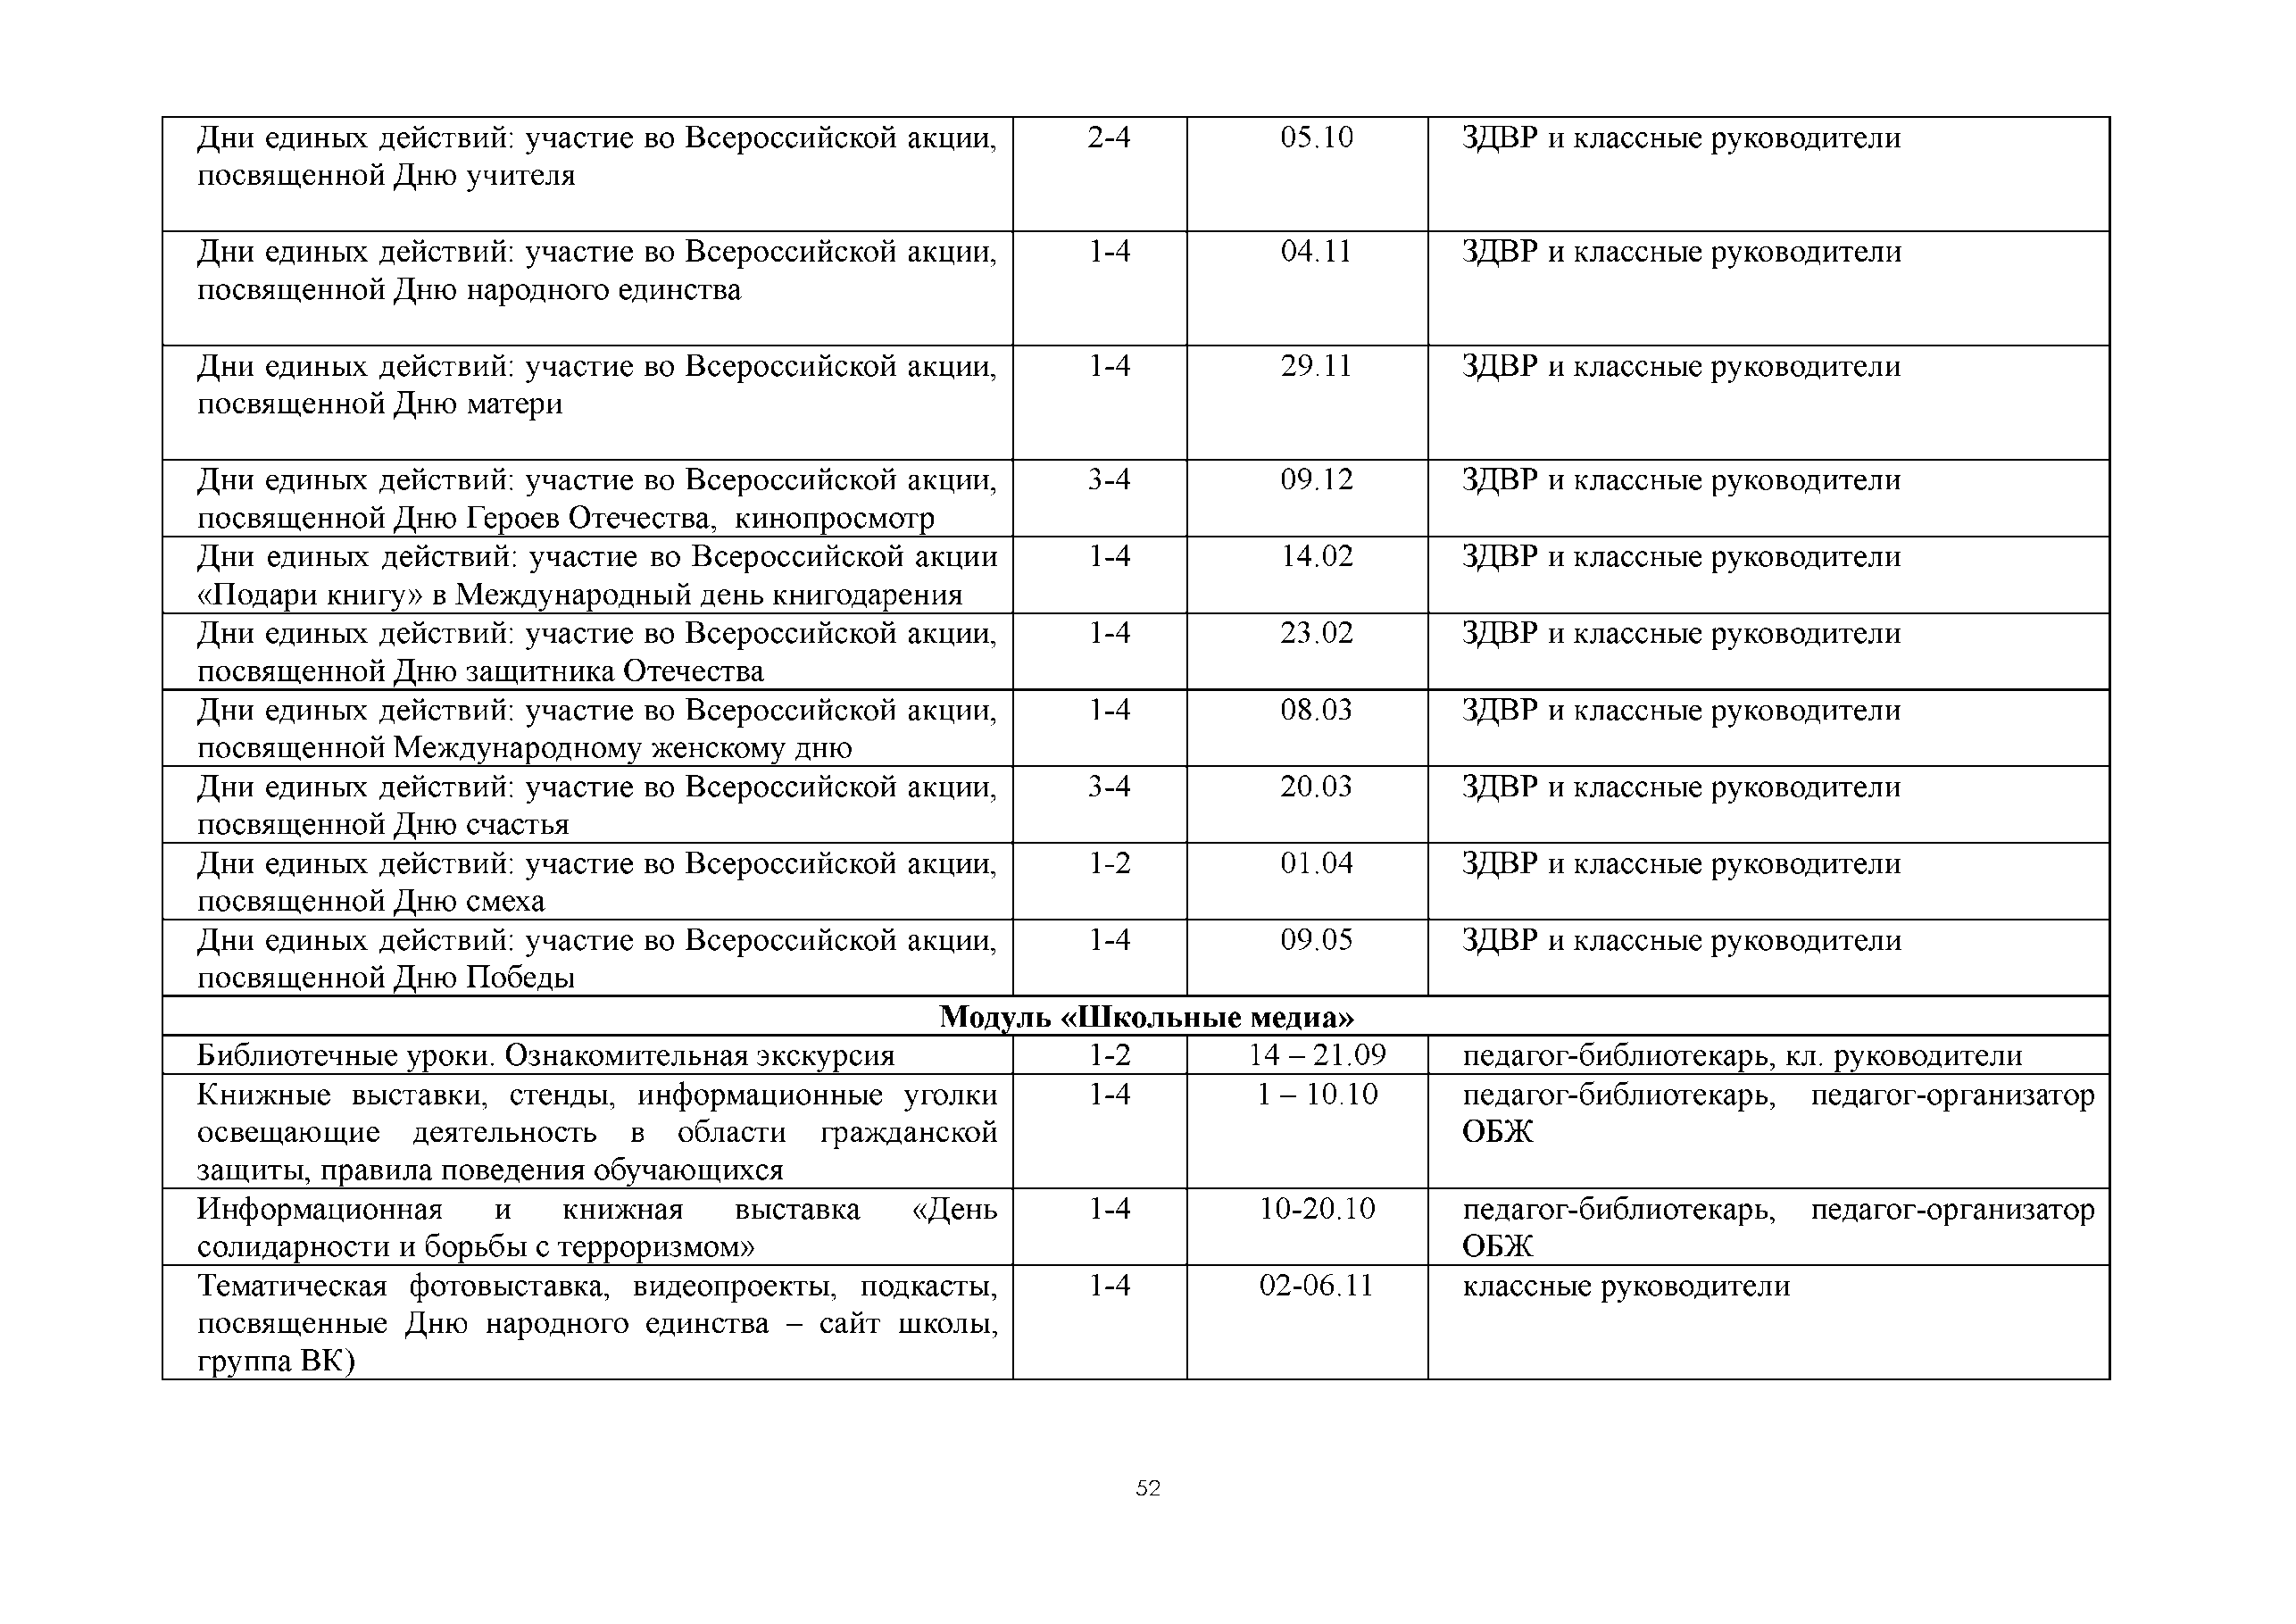 Дни единых действий: участие во Всероссийской акции, 2-4 05.10 ЗДВР и классные руководители
посвященной Дню учителя
Дни единых действий: участие во Всероссийской акции, 1-4 04.11 ЗДВР и классные руководители
посвященной Дню народного единства
Дни единых действий: участие во Всероссийской акции, 1-4 29.11 ЗДВР и классные руководители
посвященной Дню матери
Дни единых действий: участие во Всероссийской акции, 3-4 09.12 ЗДВР и классные руководители
посвященной Дню Героев Отечества, кинопросмотр
Дни единых действий: участие во Всероссийской акции 1-4 14.02 ЗДВР и классные руководители
«Подари книгу» в Международный день книгодарения
Дни единых действий: участие во Всероссийской акции, 1-4 23.02 ЗДВР и классные руководители
посвященной Дню защитника Отечества
Дни единых действий: участие во Всероссийской акции, 1-4 08.03 ЗДВР и классные руководители
посвященной Международному женскому дню
Дни единых действий: участие во Всероссийской акции, 3-4 20.03 ЗДВР и классные руководители
посвященной Дню счастья
Дни единых действий: участие во Всероссийской акции, 1-2 01.04 ЗДВР и классные руководители
посвященной Дню смеха
Дни единых действий: участие во Всероссийской акции, 1-4 09.05 ЗДВР и классные руководители
посвященной Дню Победы
Модуль «Школьные медиа»
Библиотечные уроки. Ознакомительная экскурсия 1-2 14 – 21.09 педагог-библиотекарь, кл. руководители
Книжные выставки, стенды, информационные уголки 1-4 1 – 10.10 педагог-библиотекарь, педагог-организатор
освещающие деятельность в области гражданской ОБЖ
защиты, правила поведения обучающихся
Информационная и книжная выставка «День 1-4 10-20.10 педагог-библиотекарь, педагог-организатор
солидарности и борьбы с терроризмом» ОБЖ
Тематическая фотовыставка, видеопроекты, подкасты, 1-4 02-06.11 классные руководители
посвященные Дню народного единства – сайт школы,
группа ВК)
52